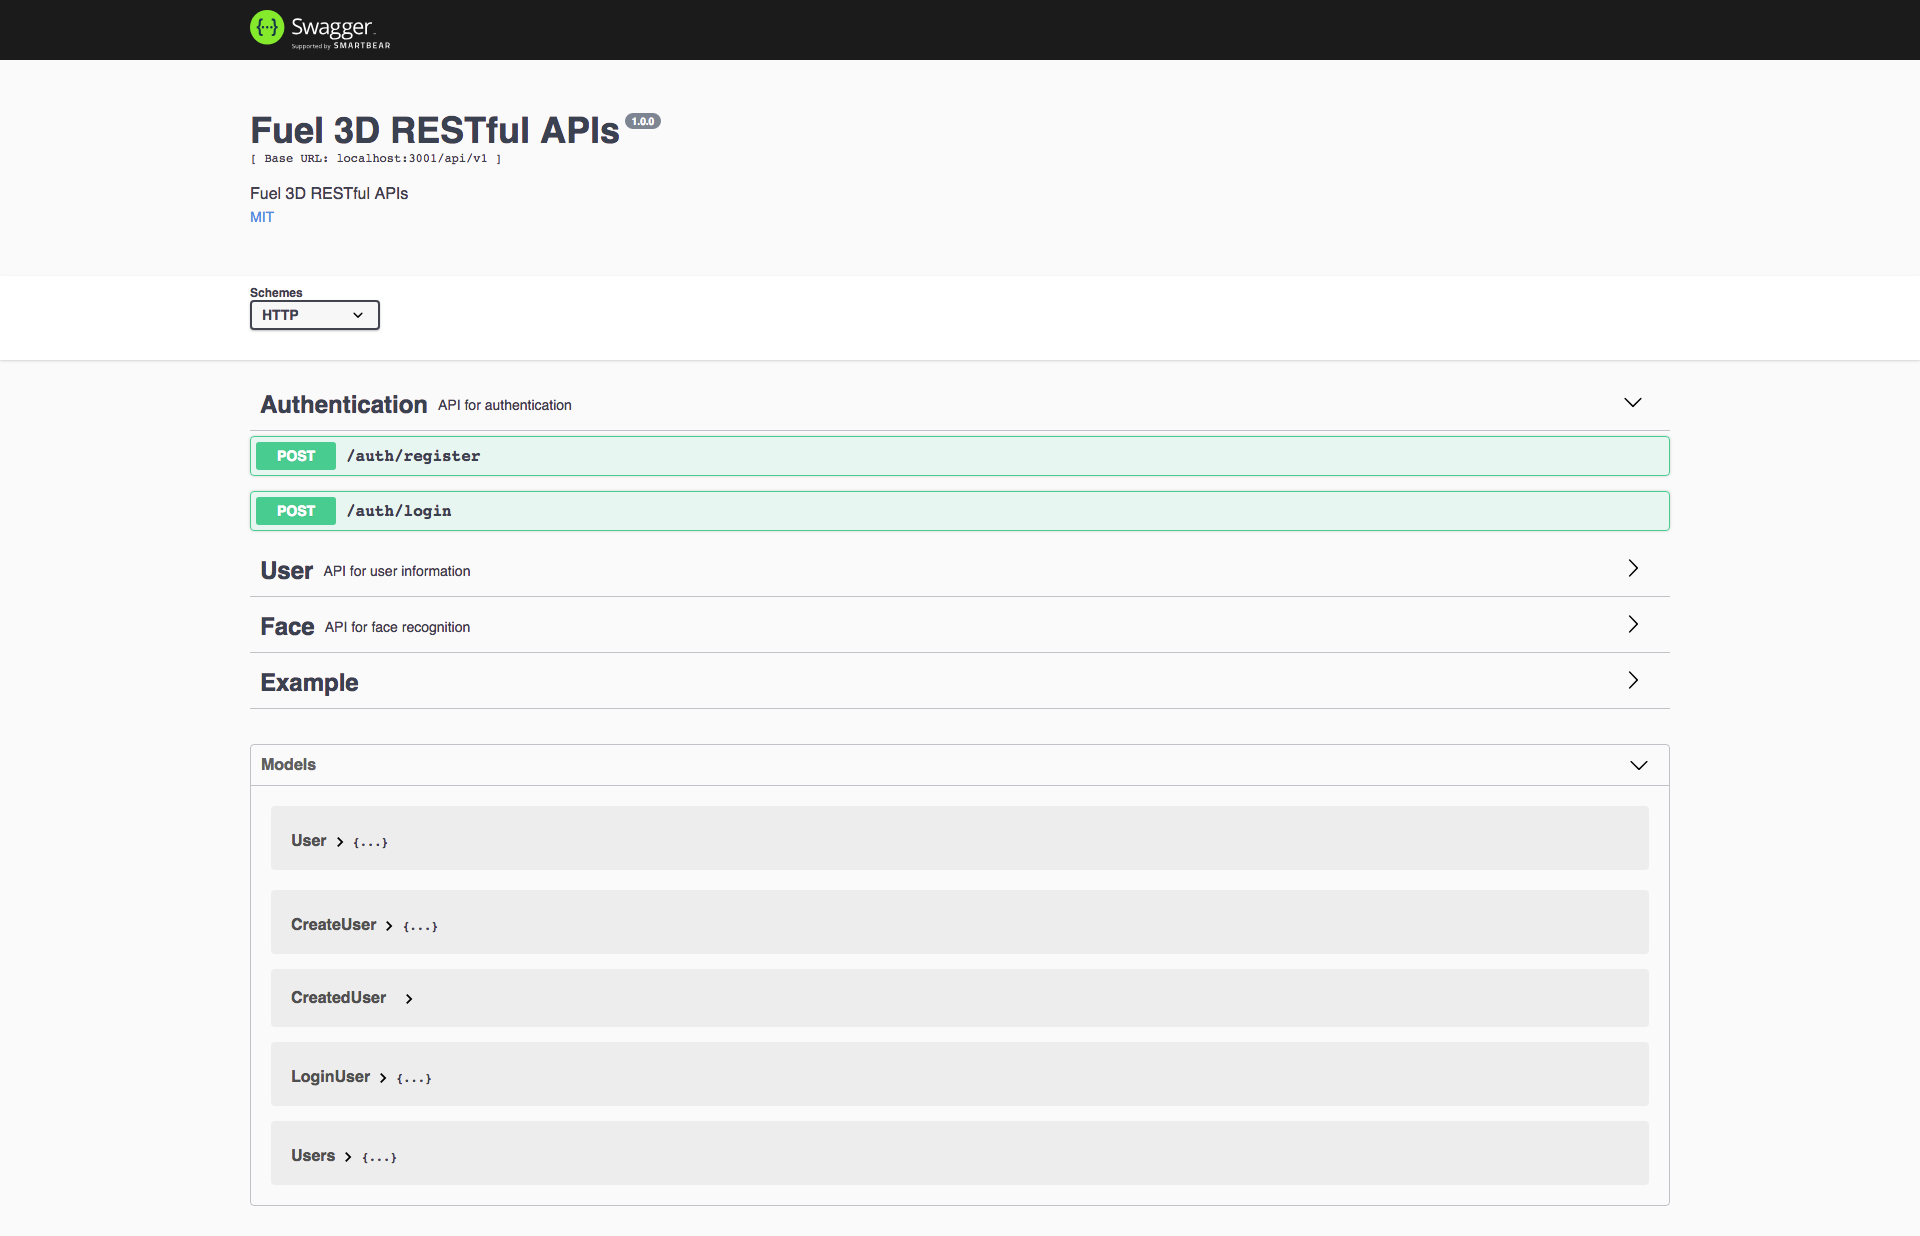 Swagger
Supported by SMARTBEAR
Fuel 3D RESTful APIs 1.0.0
[ Base URL: localhost:3001/api/v1 ]
Fuel 3D RESTful APIs
MIT
Schemes
HTTP
Authentication API for authentication
POST /auth/register
POST /auth/login
User API for user information
Face API for face recognition
Example
Models
User > {...}
CreateUser > {...}
CreatedUser >
LoginUser > {...}
Users > {...}